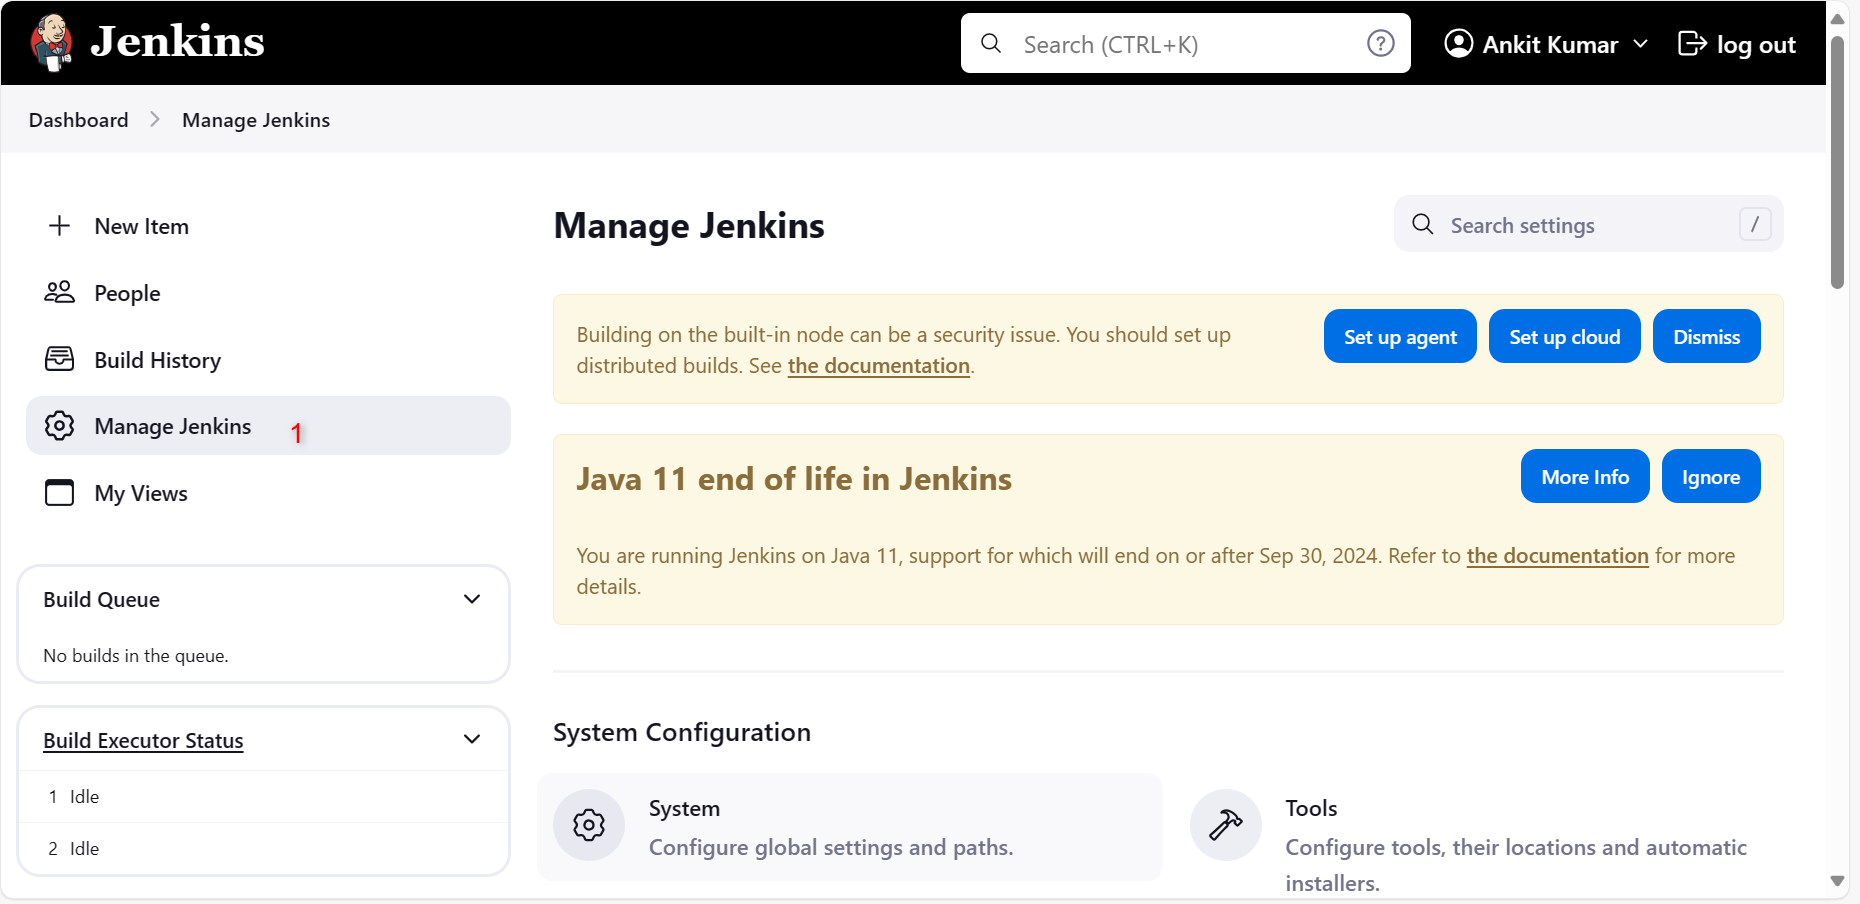 Jenkins
Search (CTRL+K)
?
Ankit Kumar
log out
Dashboard
Manage Jenkins
New Item
People
Build History
Manage Jenkins
1
My Views
Build Queue
No builds in the queue.
Build Executor Status
1 Idle
2 Idle
Manage Jenkins
Search settings
/
Building on the built-in node can be a security issue. You should set up
distributed builds. See the documentation.
Set up agent
Set up cloud
Dismiss
Java 11 end of life in Jenkins
More Info
Ignore
You are running Jenkins on Java 11, support for which will end on or after Sep 30, 2024. Refer to the documentation for more
details.
System Configuration
System
Configure global settings and paths.
Tools
Configure tools, their locations and automatic
installers.